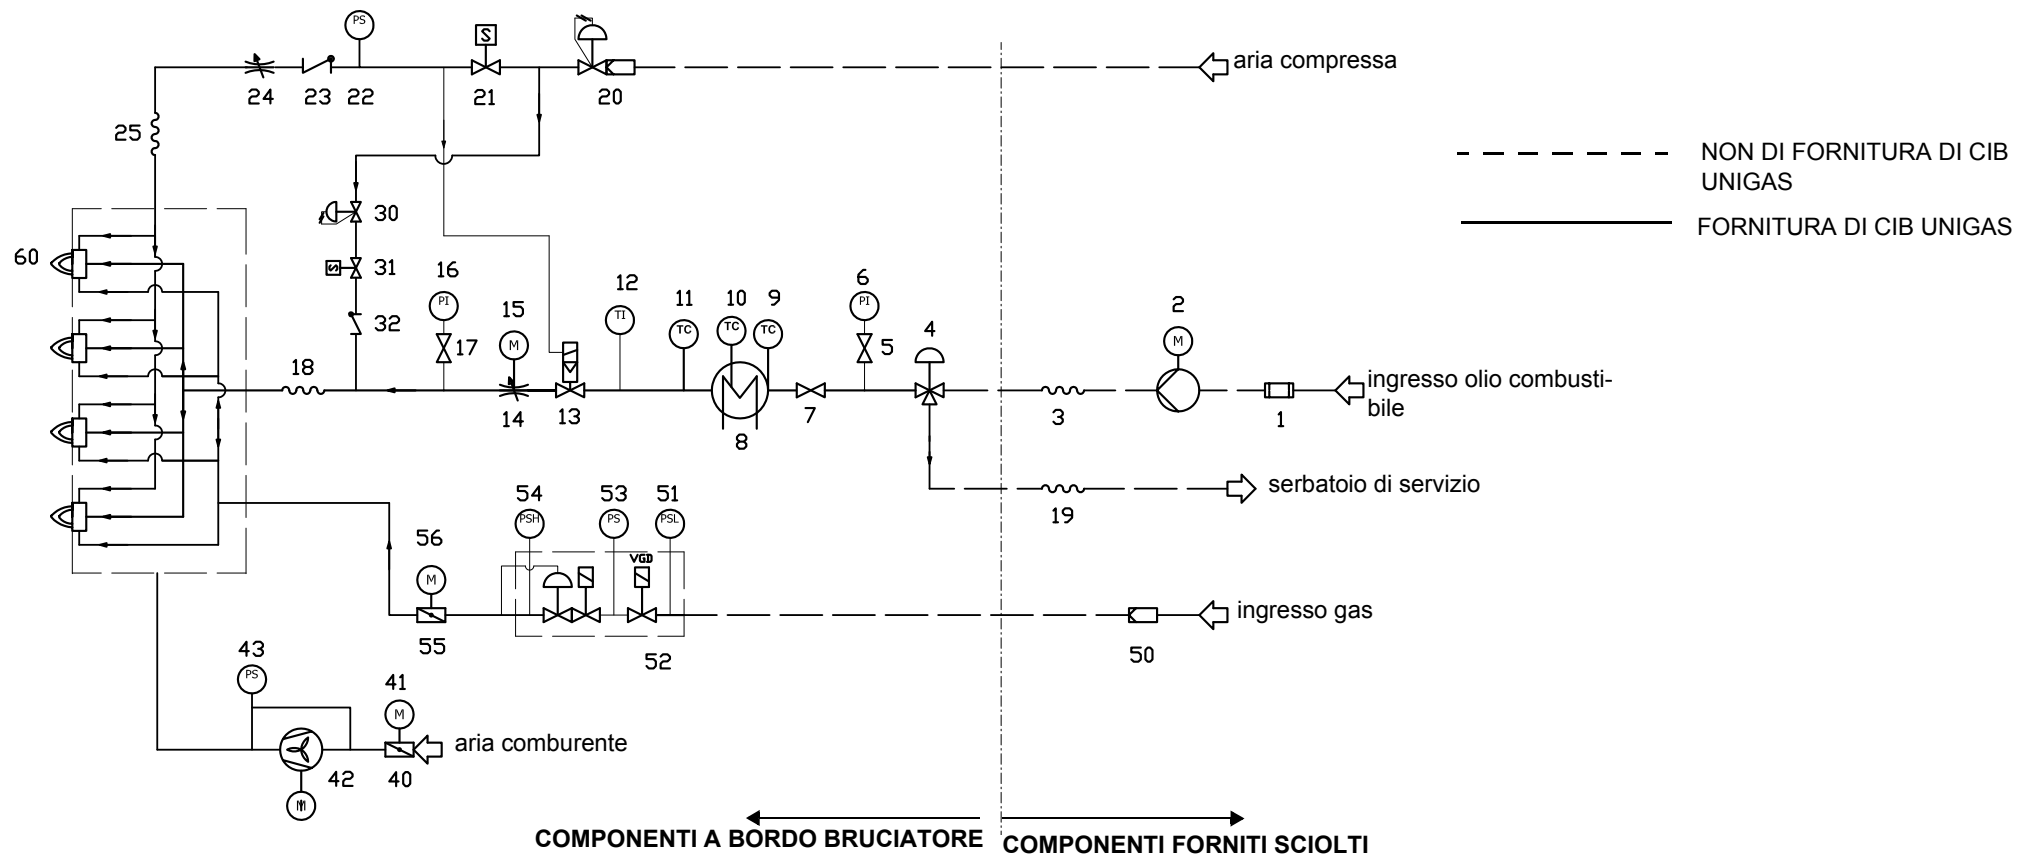 PS
S
aria compressa
24
23
22
21
20
25
NON DI FORNITURA DI CIB
UNIGAS
FORNITURA DI CIB UNIGAS
30
60
S
31
16
PI
12
TI
11
TC
10
TC
9
TC
6
PI
2
M
15
M
32
17
5
4
18
ingresso olio combusti-
bile
14
13
8
7
3
1
54
PSH
53
PS
51
PSL
serbatoio di servizio
19
56
M
VGD
ingresso gas
55
52
50
43
PS
41
M
aria comburente
42
40
M
COMPONENTI A BORDO BRUCIATORE
COMPONENTI FORNITI SCIOLTI